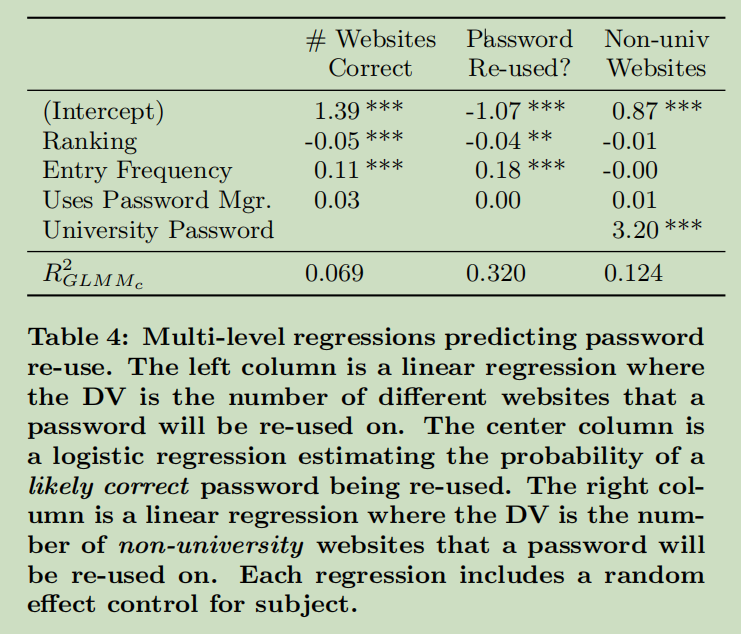 # Websites Password Non-univ
Correct Re-used? Websites
(Intercept) 1.39 *** -1.07 *** 0.87 ***
Ranking -0.05 *** -0.04 ** -0.01
Entry Frequency 0.11 *** 0.18 *** -0.00
Uses Password Mgr. 0.03 0.00 0.01
University Password 3.20 ***
R²GLMMc 0.069 0.320 0.124
Table 4: Multi-level regressions predicting password
re-use. The left column is a linear regression where
the DV is the number of different websites that a
password will be re-used on. The center column is
a logistic regression estimating the probability of a
likely correct password being re-used. The right col-
umn is a linear regression where the DV is the num-
ber of non-university websites that a password will
be re-used on. Each regression includes a random
effect control for subject.